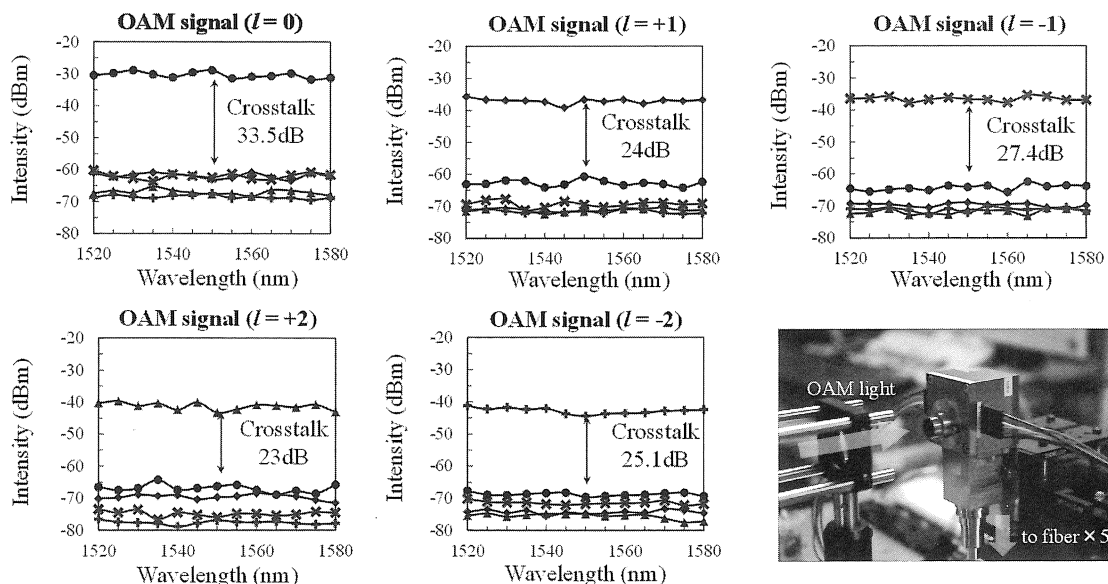 OAM signal (l = 0)
Intensity (dBm)
-20
-30
-40
-50
-60
-70
-80
Crosstalk
33.5dB
1520 1540 1560 1580
Wavelength (nm)
OAM signal (l = +1)
Intensity (dBm)
-20
-30
-40
-50
-60
-70
-80
Crosstalk
24dB
1520 1540 1560 1580
Wavelength (nm)
OAM signal (l = -1)
Intensity (dBm)
-20
-30
-40
-50
-60
-70
-80
Crosstalk
27.4dB
1520 1540 1560 1580
Wavelength (nm)
OAM signal (l = +2)
Intensity (dBm)
-20
-30
-40
-50
-60
-70
-80
Crosstalk
23dB
1520 1540 1560 1580
Wavelength (nm)
OAM signal (l = -2)
Intensity (dBm)
-20
-30
-40
-50
-60
-70
-80
Crosstalk
25.1dB
1520 1540 1560 1580
Wavelength (nm)
OAM light
to fiber × 5